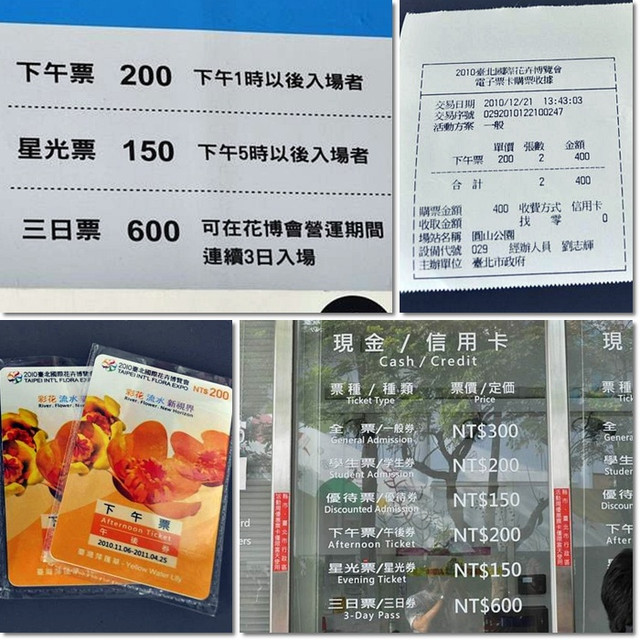 下午票 200 下午1時以後入場者
星光票 150 下午5時以後入場者
三日票 600 可在花博會營運期間
連續3日入場
2010臺北國際花卉博覽會
電子票卡購票收據
交易日期 2010/12/21 13:43:03
交易序號 0292010122100247
活動方案 一般
單價 張數 金額
下午票 200 2 400
合計 2 400
購票金額 400 收費方式 信用卡
收取金額 找零 0
場站名稱 圓山公園
設備代號 029 經辦人員 劉志輝
主辦單位 臺北市政府
2010臺北國際花卉博覽會
TAIPEI INT'L FLORA EXPO
NT$200
彩花 流水 新視界
River, Flower, New Horizon
下午票
Afternoon Ticket
午後券
2010.11.06-2011.04.25
臺灣萍蓬草 - Yellow Water Lily
現金 / 信用卡
Cash / Credit
票種 / 種類 票價 / 定価
Ticket Type Price
全票/一般券 NT$300
General Admission
學生票/学生券 NT$200
Student Admission
優待票/優待券 NT$150
Discounted Admission
下午票/午後券 NT$200
Afternoon Ticket
星光票/星光券 NT$150
Evening Ticket
三日票/三日券 NT$600
3-Day Pass